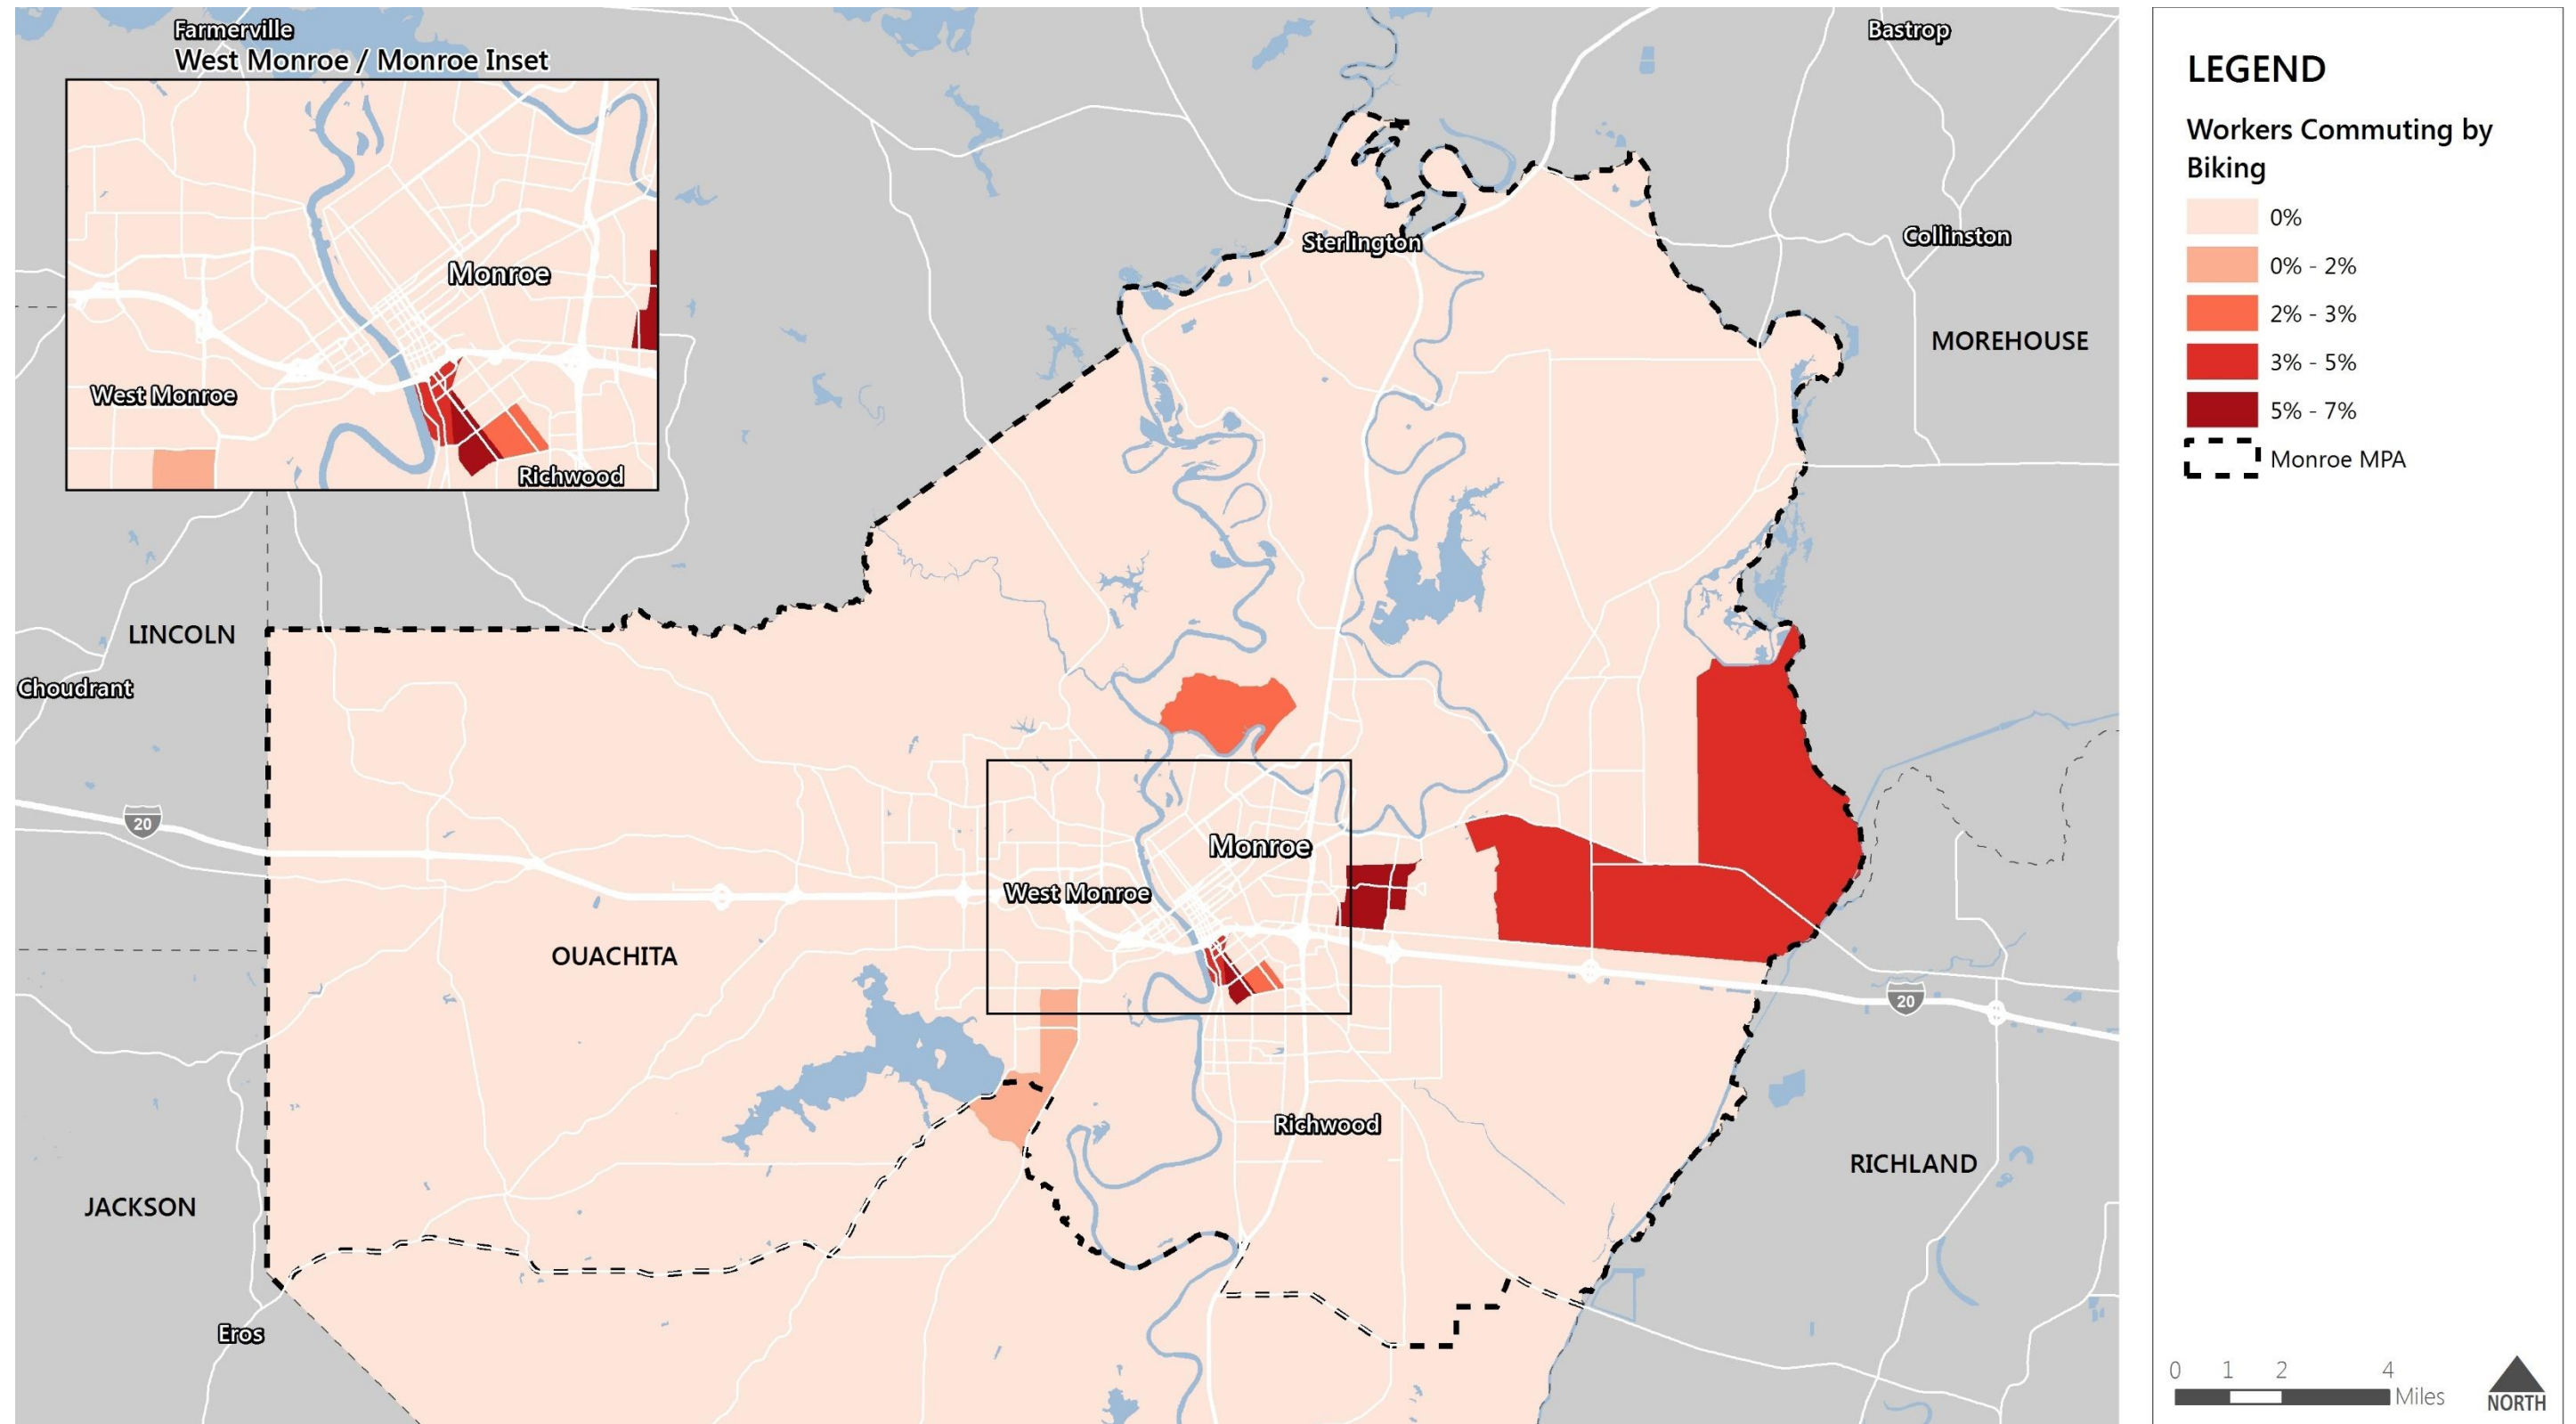 Farmerville
West Monroe / Monroe Inset
Monroe
West Monroe
Richwood
Bastrop
Sterlington
Collinston
MOREHOUSE
LINCOLN
Choudrant
20
Monroe
West Monroe
OUACHITA
20
Richwood
RICHLAND
JACKSON
Eros
LEGEND
Workers Commuting by
Biking
0%
0% - 2%
2% - 3%
3% - 5%
5% - 7%
Monroe MPA
0 1 2 4
Miles
NORTH